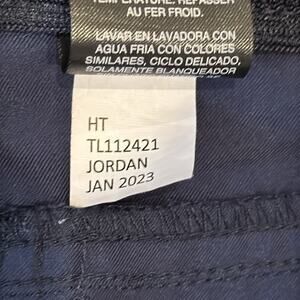 TEMPERATURE. REPASSER
AU FER FROID.
LAVAR EN LAVADORA CON
AGUA FRIA CON COLORES
SIMILARES, CICLO DELICADO,
SOLAMENTE BLANQUEADOR
HT
TL112421
JORDAN
JAN 2023